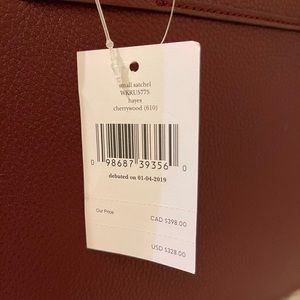 small satchel
WKRU5775
hayes
cherrywood (610)
0 98687 39356 0
debuted on 01-04-2019
Our Price
CAD $398.00
USD $328.00